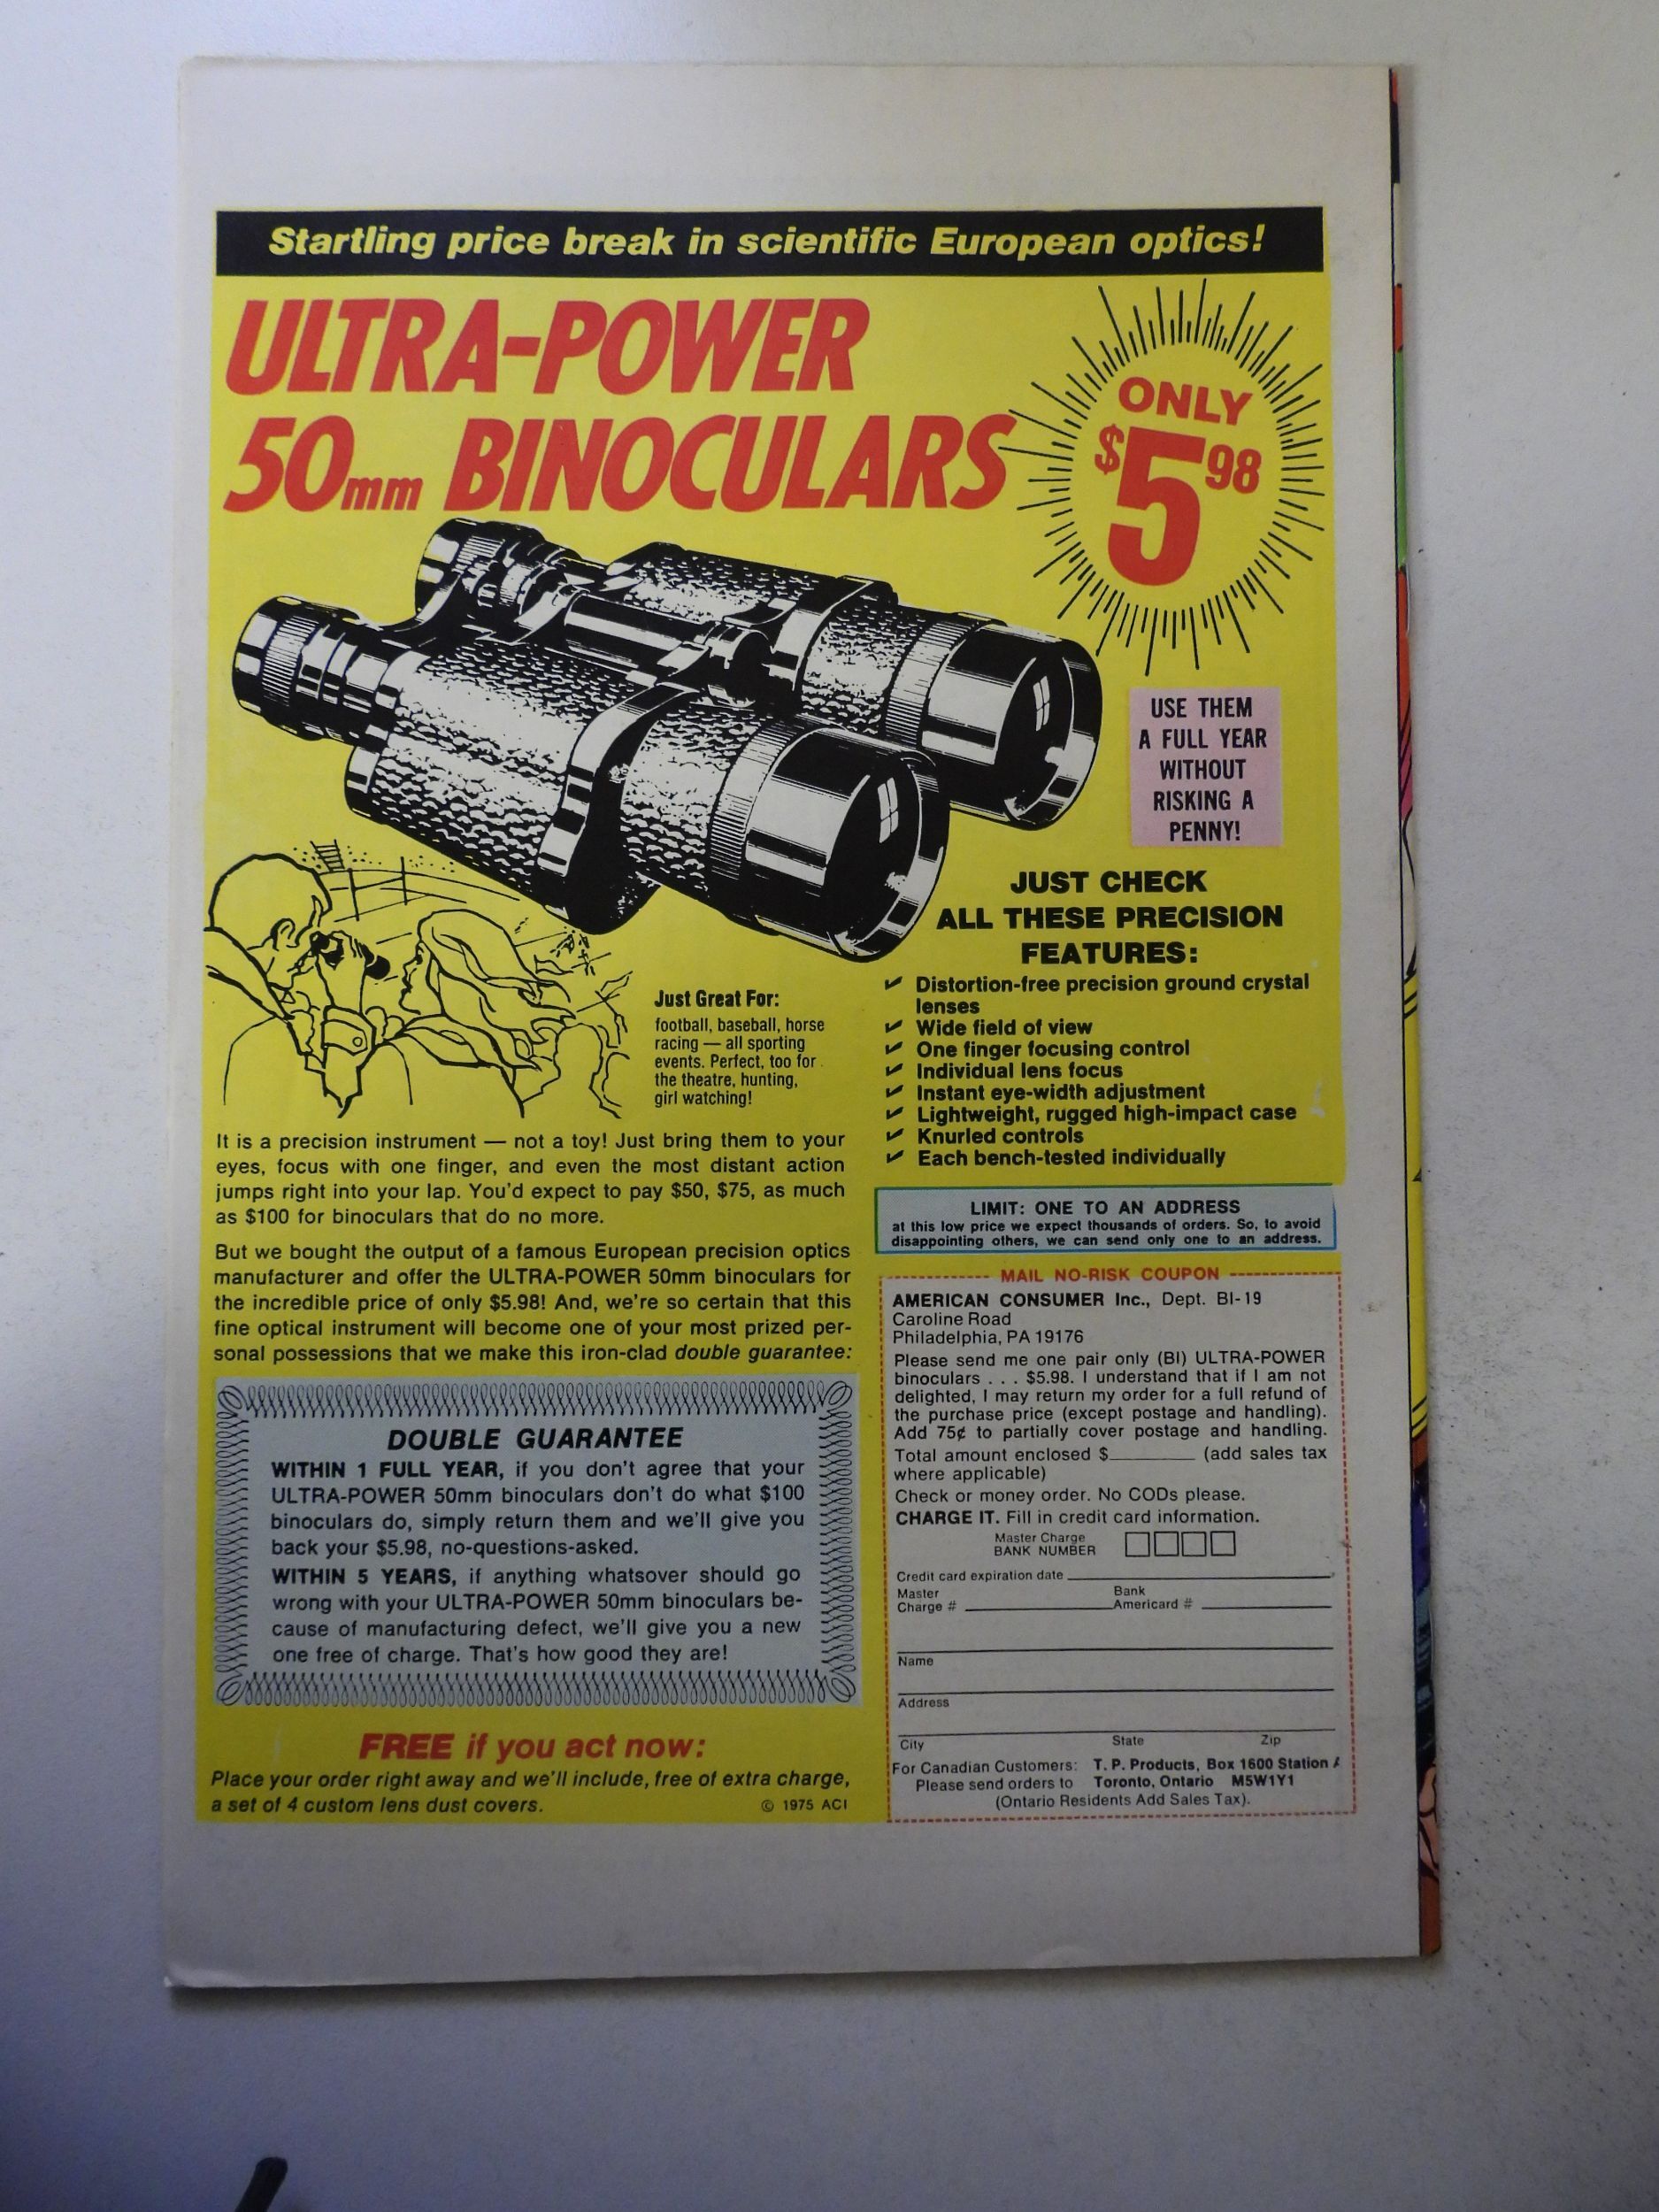 Startling price break in scientific European optics!
ULTRA-POWER
50mm BINOCULARS
ONLY
$5 98
USE THEM
A FULL YEAR
WITHOUT
RISKING A
PENNY!
JUST CHECK
ALL THESE PRECISION
FEATURES:
✔ Distortion-free precision ground crystal
lenses
✔ Wide field of view
✔ One finger focusing control
✔ Individual lens focus
✔ Instant eye-width adjustment
✔ Lightweight, rugged high-impact case
✔ Knurled controls
✔ Each bench-tested individually
Just Great For:
football, baseball, horse
racing — all sporting
events. Perfect, too for
the theatre, hunting,
girl watching!
It is a precision instrument — not a toy! Just bring them to your
eyes, focus with one finger, and even the most distant action
jumps right into your lap. You'd expect to pay $50, $75, as much
as $100 for binoculars that do no more.
But we bought the output of a famous European precision optics
manufacturer and offer the ULTRA-POWER 50mm binoculars for
the incredible price of only $5.98! And, we're so certain that this
fine optical instrument will become one of your most prized per-
sonal possessions that we make this iron-clad double guarantee:
DOUBLE GUARANTEE
WITHIN 1 FULL YEAR, if you don't agree that your
ULTRA-POWER 50mm binoculars don't do what $100
binoculars do, simply return them and we'll give you
back your $5.98, no-questions-asked.
WITHIN 5 YEARS, if anything whatsover should go
wrong with your ULTRA-POWER 50mm binoculars be-
cause of manufacturing defect, we'll give you a new
one free of charge. That's how good they are!
FREE if you act now:
Place your order right away and we'll include, free of extra charge,
a set of 4 custom lens dust covers.
© 1975 ACI
LIMIT: ONE TO AN ADDRESS
at this low price we expect thousands of orders. So, to avoid
disappointing others, we can send only one to an address.
MAIL NO-RISK COUPON
AMERICAN CONSUMER Inc., Dept. BI-19
Caroline Road
Philadelphia, PA 19176
Please send me one pair only (BI) ULTRA-POWER
binoculars . . . $5.98. I understand that if I am not
delighted, I may return my order for a full refund of
the purchase price (except postage and handling).
Add 75¢ to partially cover postage and handling.
Total amount enclosed $________ (add sales tax
where applicable)
Check or money order. No CODs please.
CHARGE IT. Fill in credit card information.
Master Charge
BANK NUMBER
Credit card expiration date
Master Charge #
Bank Americard #
Name
Address
City State Zip
For Canadian Customers: T. P. Products, Box 1600 Station A
Please send orders to Toronto, Ontario M5W1Y1
(Ontario Residents Add Sales Tax).